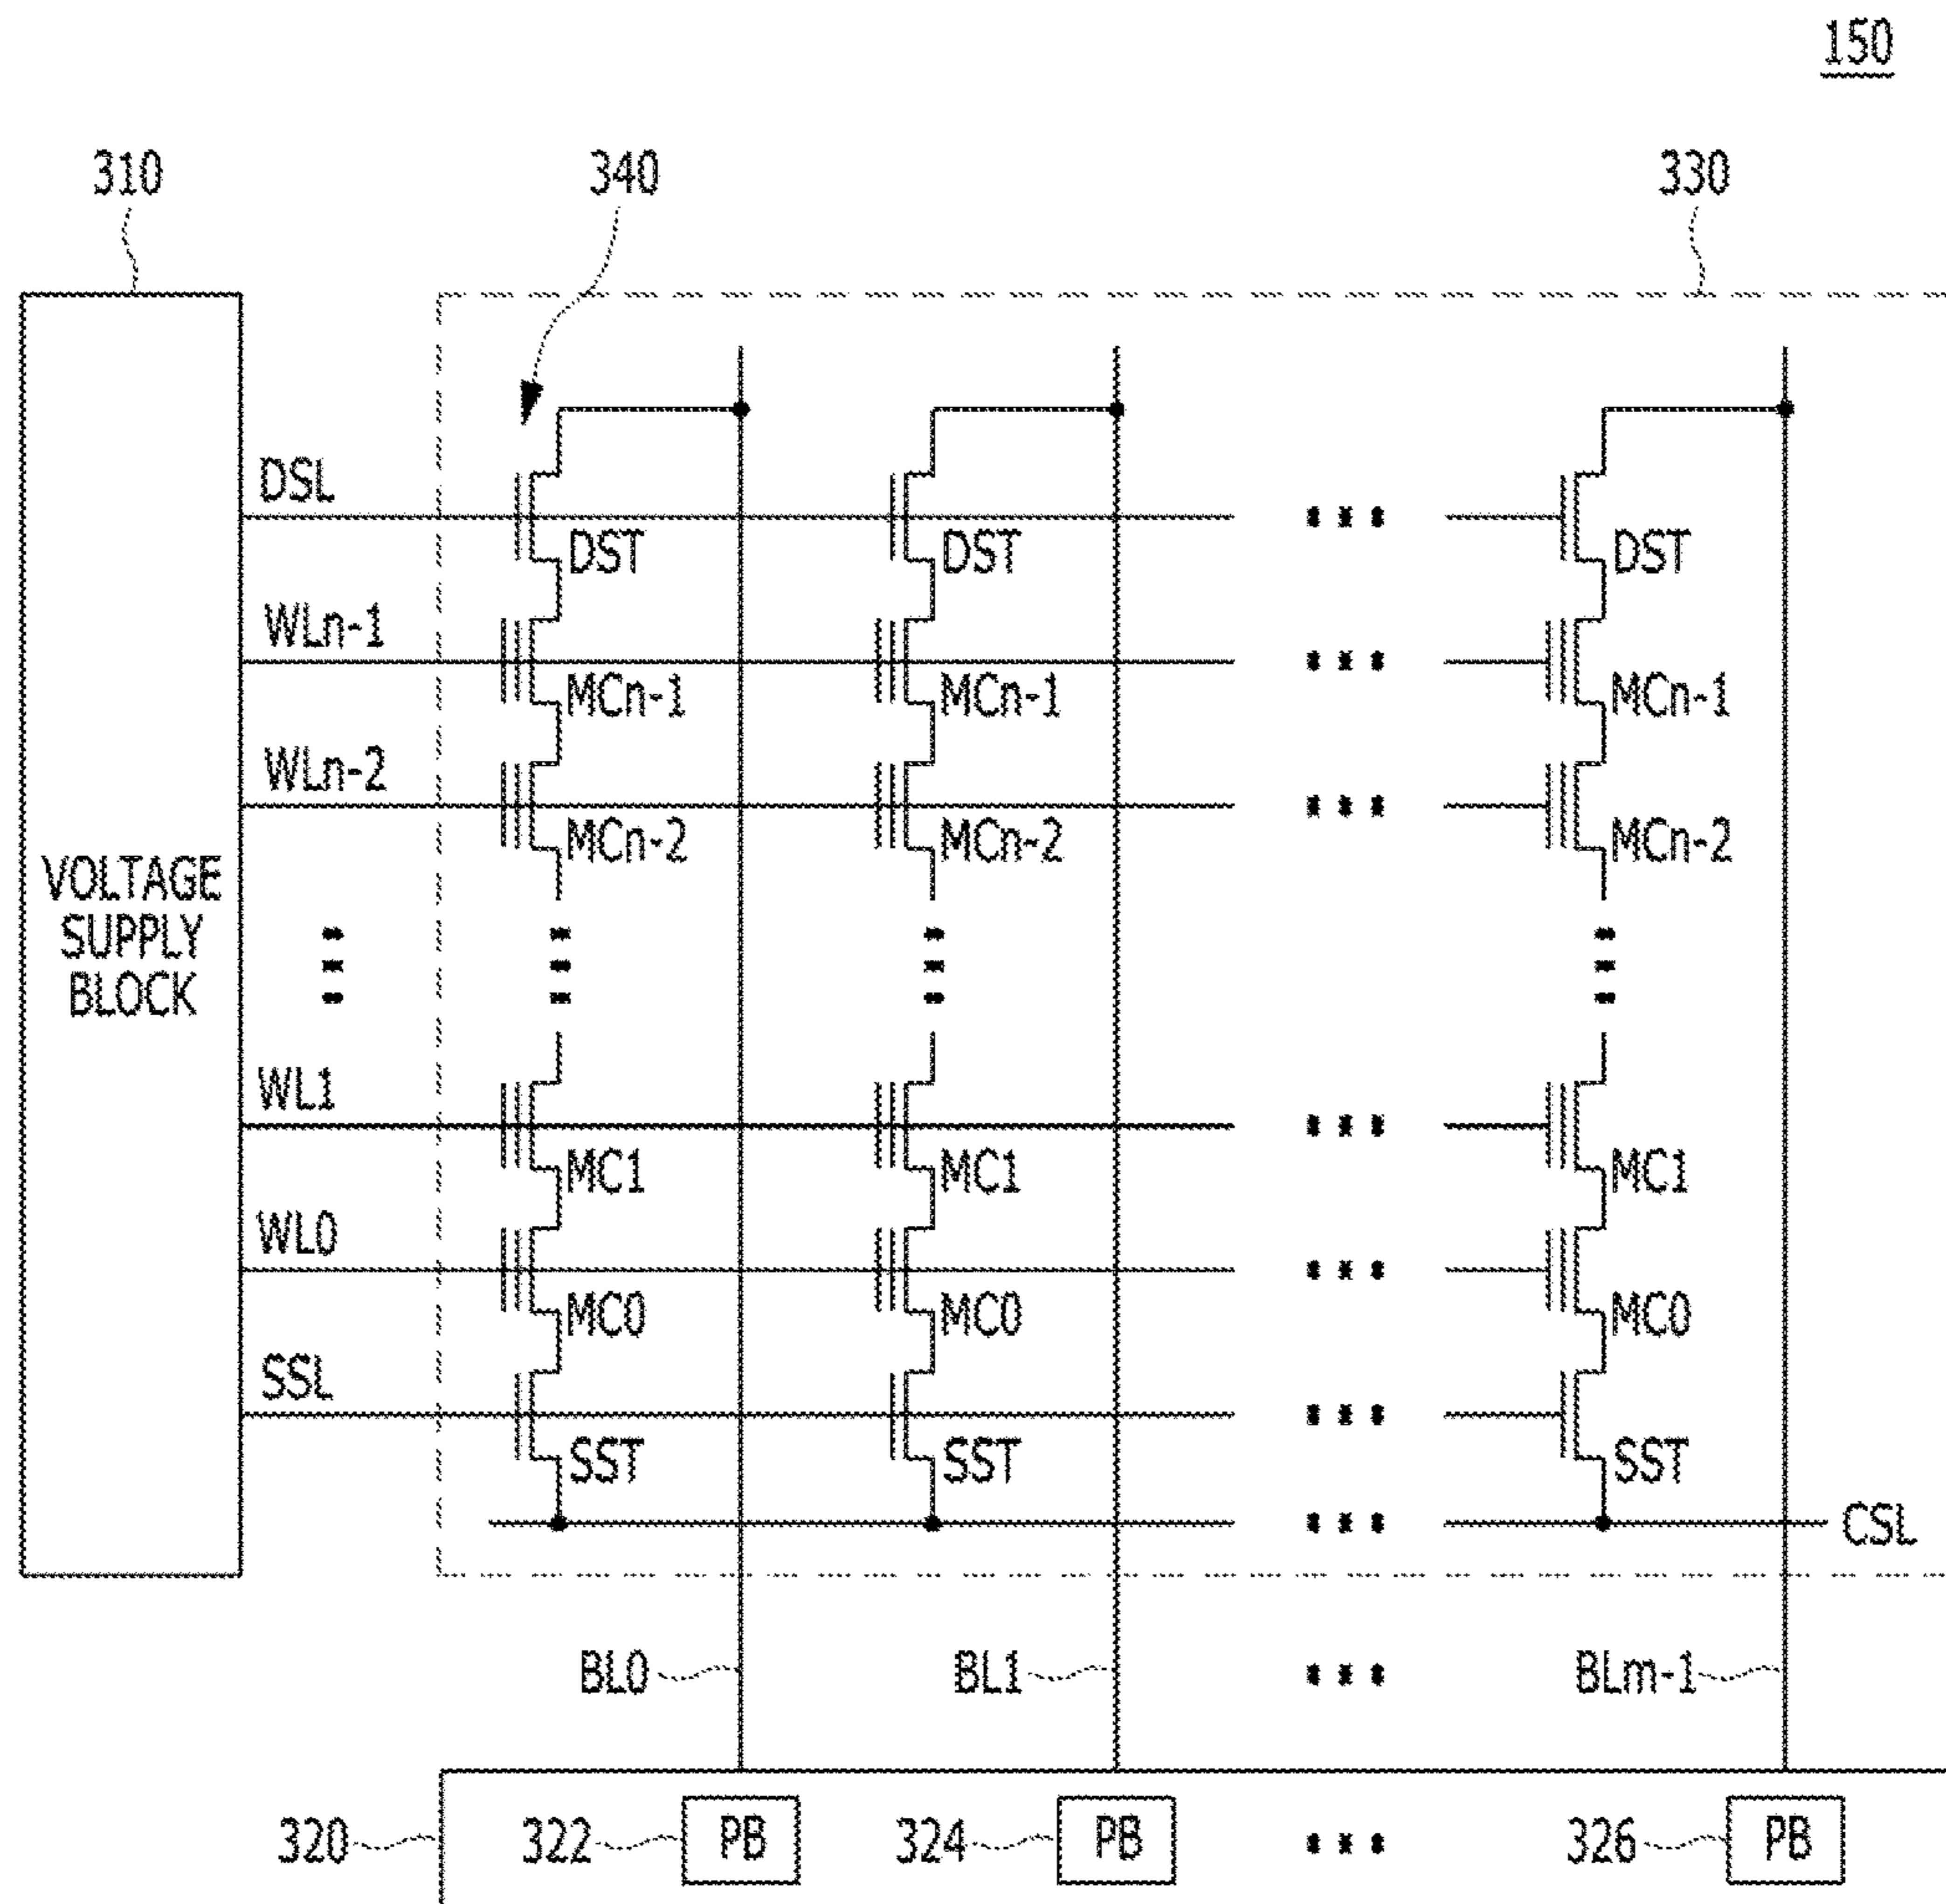 150
310 340 330
DSL
DST DST DST
WLn-1
MCn-1 MCn-1 MCn-1
WLn-2
MCn-2 MCn-2 MCn-2
VOLTAGE
SUPPLY
BLOCK
WL1
MC1 MC1 MC1
WL0
MC0 MC0 MC0
SSL
SST SST SST
CSL
BL0 BL1 BLm-1
320 322 PB 324 PB 326 PB